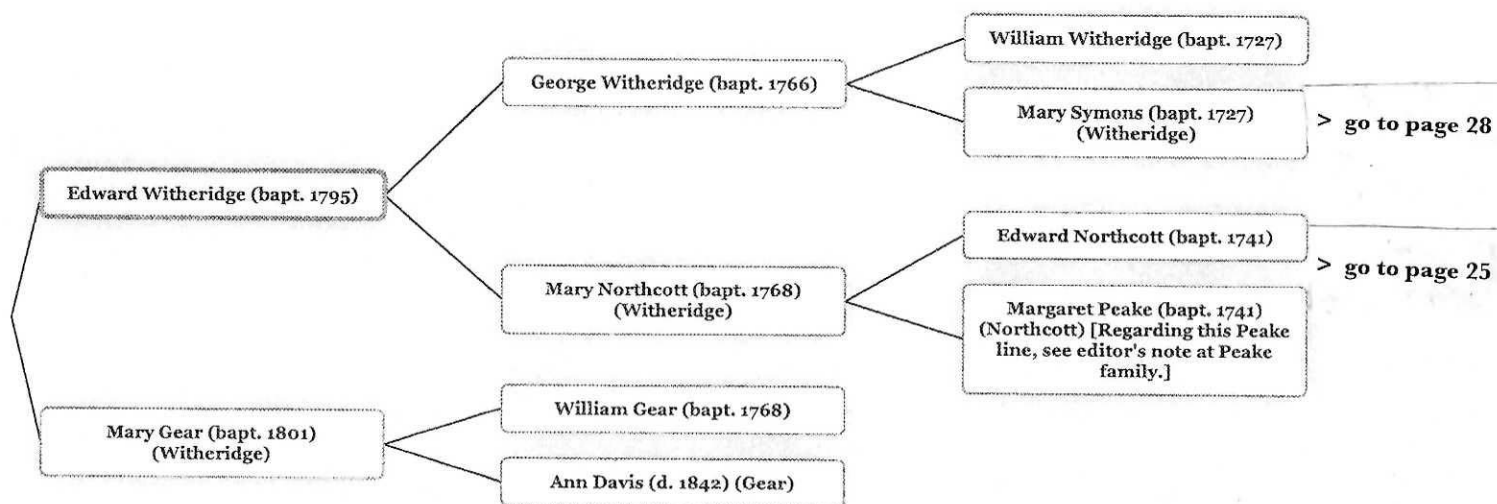 William Witheridge (bapt. 1727)
George Witheridge (bapt. 1766)
Mary Symons (bapt. 1727)
(Witheridge)
> go to page 28
Edward Witheridge (bapt. 1795)
Edward Northcott (bapt. 1741)
> go to page 25
Mary Northcott (bapt. 1768)
(Witheridge)
Margaret Peake (bapt. 1741)
(Northcott) [Regarding this Peake
line, see editor's note at Peake
family.]
William Gear (bapt. 1768)
Mary Gear (bapt. 1801)
(Witheridge)
Ann Davis (d. 1842) (Gear)